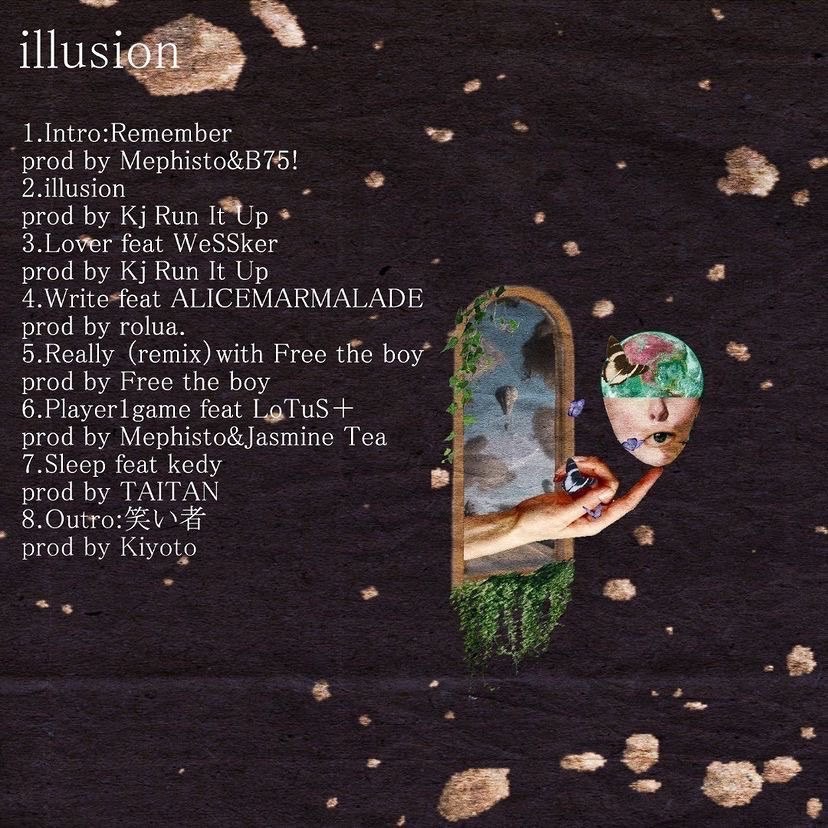 illusion
1.Intro:Remember
prod by Mephisto&B75!
2.illusion
prod by Kj Run It Up
3.Lover feat WeSSker
prod by Kj Run It Up
4.Write feat ALICEMARMALADE
prod by rolua.
5.Really (remix)with Free the boy
prod by Free the boy
6.Player1game feat LoTuS＋
prod by Mephisto&Jasmine Tea
7.Sleep feat kedy
prod by TAITAN
8.Outro:笑い者
prod by Kiyoto